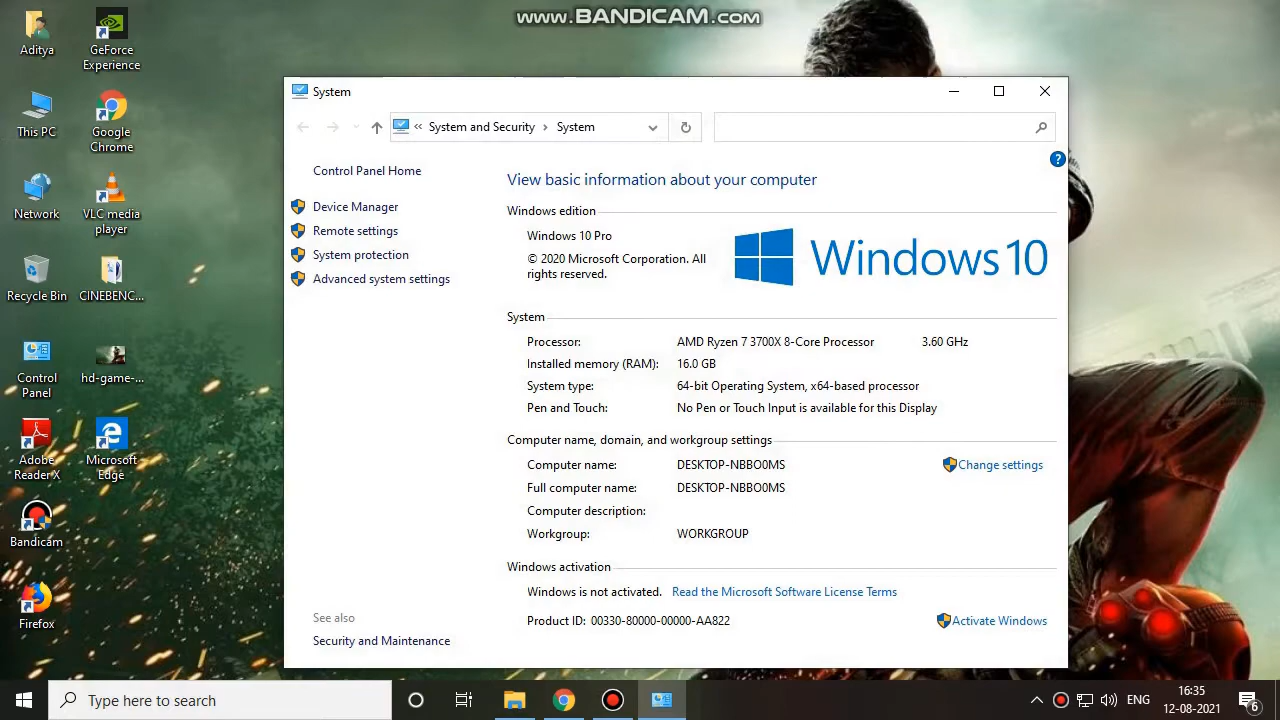 www.BANDICAM.com
Aditya
GeForce
Experience
This PC
Google
Chrome
Network
VLC media
player
Recycle Bin
CINEBENC...
Control
Panel
hd-game-...
Adobe
Reader X
Microsoft
Edge
Bandicam
Firefox
System
« System and Security › System
Control Panel Home
Device Manager
Remote settings
System protection
Advanced system settings
See also
Security and Maintenance
?
View basic information about your computer
Windows edition
Windows 10 Pro
© 2020 Microsoft Corporation. All
rights reserved.
Windows 10
System
Processor: AMD Ryzen 7 3700X 8-Core Processor 3.60 GHz
Installed memory (RAM): 16.0 GB
System type: 64-bit Operating System, x64-based processor
Pen and Touch: No Pen or Touch Input is available for this Display
Computer name, domain, and workgroup settings
Computer name: DESKTOP-NBBO0MS Change settings
Full computer name: DESKTOP-NBBO0MS
Computer description:
Workgroup: WORKGROUP
Windows activation
Windows is not activated. Read the Microsoft Software License Terms
Product ID: 00330-80000-00000-AA822 Activate Windows
Type here to search
ENG
16:35
12-08-2021
6